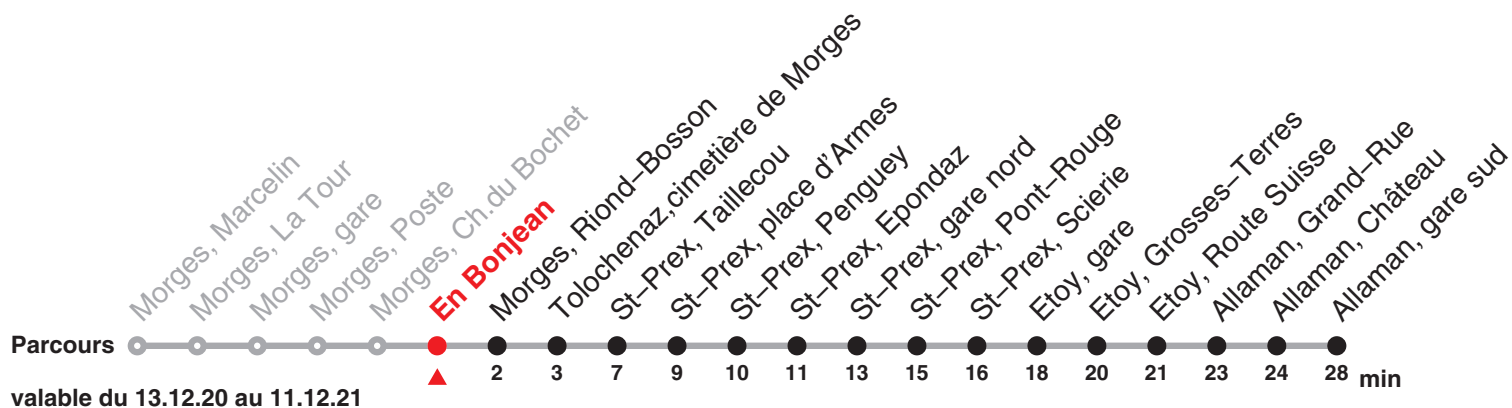 Morges, Marcelin
Morges, La Tour
Morges, gare
Morges, Poste
Morges, Ch.du Bochet
En Bonjean
Morges, Riond–Bosson
Tolochenaz, cimetière de Morges
St–Prex, Taillecou
St–Prex, place d'Armes
St–Prex, Penguey
St–Prex, Epondaz
St–Prex, gare nord
St–Prex, Pont–Rouge
St–Prex, Scierie
Etoy, gare
Etoy, Grosses–Terres
Etoy, Route Suisse
Allaman, Grand–Rue
Allaman, Château
Allaman, gare sud
Parcours
2 3 7 9 10 11 13 15 16 18 20 21 23 24 28 min
valable du 13.12.20 au 11.12.21